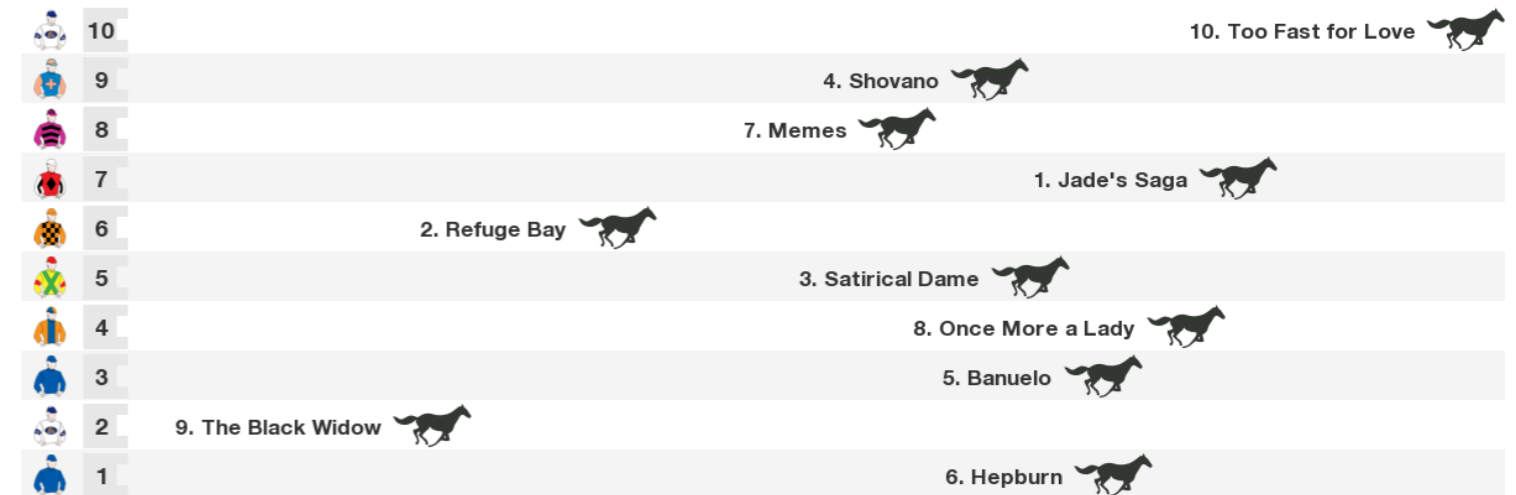 10 10. Too Fast for Love
9 4. Shovano
8 7. Memes
7 1. Jade's Saga
6 2. Refuge Bay
5 3. Satirical Dame
4 8. Once More a Lady
3 5. Banuelo
2 9. The Black Widow
1 6. Hepburn